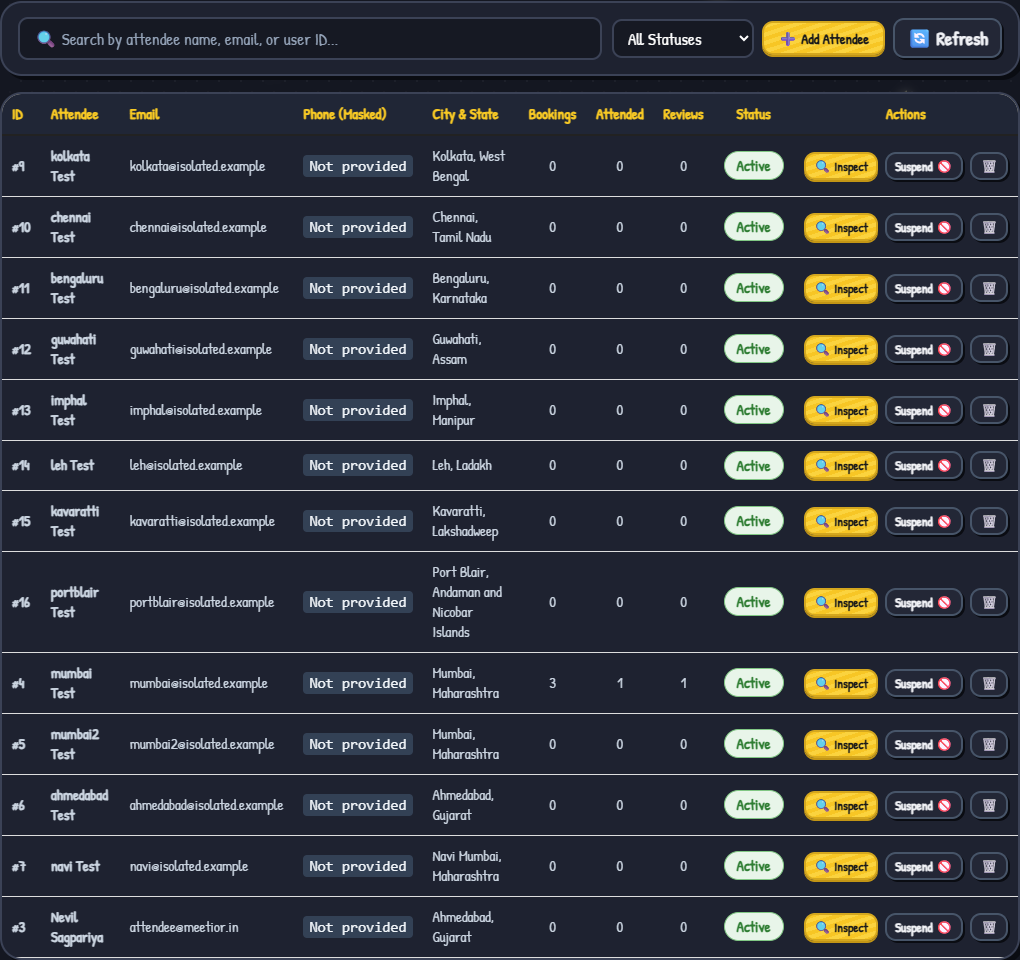 🔍 Search by attendee name, email, or user ID...
All Statuses
➕ Add Attendee
🔄 Refresh
ID Attendee Email Phone (Masked) City & State Bookings Attended Reviews Status Actions
#9 kolkata Test kolkata@isolated.example Not provided Kolkata, West Bengal 0 0 0 Active 🔍 Inspect Suspend 🚫 🗑
#10 chennai Test chennai@isolated.example Not provided Chennai, Tamil Nadu 0 0 0 Active 🔍 Inspect Suspend 🚫 🗑
#11 bengaluru Test bengaluru@isolated.example Not provided Bengaluru, Karnataka 0 0 0 Active 🔍 Inspect Suspend 🚫 🗑
#12 guwahati Test guwahati@isolated.example Not provided Guwahati, Assam 0 0 0 Active 🔍 Inspect Suspend 🚫 🗑
#13 imphal Test imphal@isolated.example Not provided Imphal, Manipur 0 0 0 Active 🔍 Inspect Suspend 🚫 🗑
#14 leh Test leh@isolated.example Not provided Leh, Ladakh 0 0 0 Active 🔍 Inspect Suspend 🚫 🗑
#15 kavaratti Test kavaratti@isolated.example Not provided Kavaratti, Lakshadweep 0 0 0 Active 🔍 Inspect Suspend 🚫 🗑
#16 portblair Test portblair@isolated.example Not provided Port Blair, Andaman and Nicobar Islands 0 0 0 Active 🔍 Inspect Suspend 🚫 🗑
#4 mumbai Test mumbai@isolated.example Not provided Mumbai, Maharashtra 3 1 1 Active 🔍 Inspect Suspend 🚫 🗑
#5 mumbai2 Test mumbai2@isolated.example Not provided Mumbai, Maharashtra 0 0 0 Active 🔍 Inspect Suspend 🚫 🗑
#6 ahmedabad Test ahmedabad@isolated.example Not provided Ahmedabad, Gujarat 0 0 0 Active 🔍 Inspect Suspend 🚫 🗑
#7 navi Test navi@isolated.example Not provided Navi Mumbai, Maharashtra 0 0 0 Active 🔍 Inspect Suspend 🚫 🗑
#3 Nevil Sagpariya attendee@meetior.in Not provided Ahmedabad, Gujarat 0 0 0 Active 🔍 Inspect Suspend 🚫 🗑